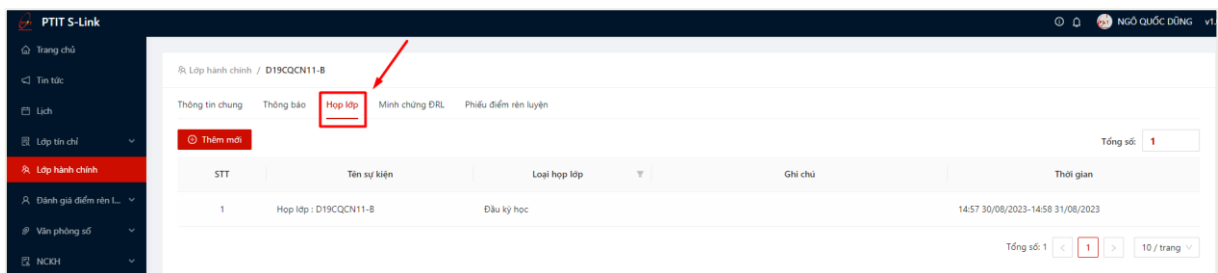 PTIT S-Link
NGÔ QUỐC DŨNG v1.
Trang chủ
Tin tức
Lịch
Lớp tín chỉ
Lớp hành chính
Đánh giá điểm rèn l...
Văn phòng số
NCKH
Lớp hành chính / D19CQCN11-B
Thông tin chung Thông báo Họp lớp Minh chứng ĐRL Phiếu điểm rèn luyện
Thêm mới Tổng số: 1
STT Tên sự kiện Loại họp lớp Ghi chú Thời gian
1 Họp lớp : D19CQCN11-B Đầu kỳ học 14:57 30/08/2023-14:58 31/08/2023
Tổng số: 1 < 1 > 10 / trang